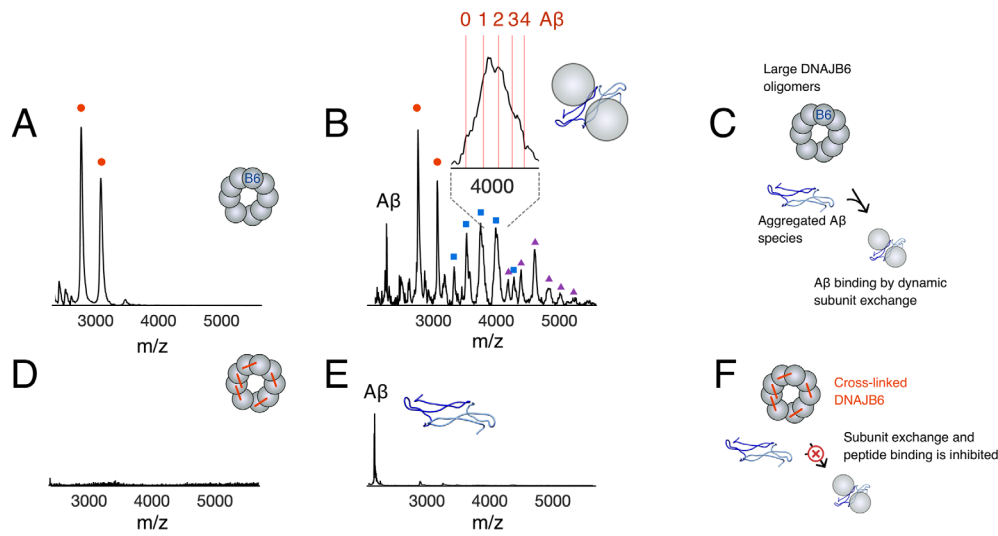 A
B6
3000 4000 5000
m/z
B
0 1 2 34 Aβ
4000
Aβ
3000 4000 5000
m/z
C
Large DNAJB6
oligomers
B6
Aggregated Aβ
species
Aβ binding by dynamic
subunit exchange
D
3000 4000 5000
m/z
E
Aβ
3000 4000 5000
m/z
F
Cross-linked
DNAJB6
Subunit exchange and
peptide binding is inhibited